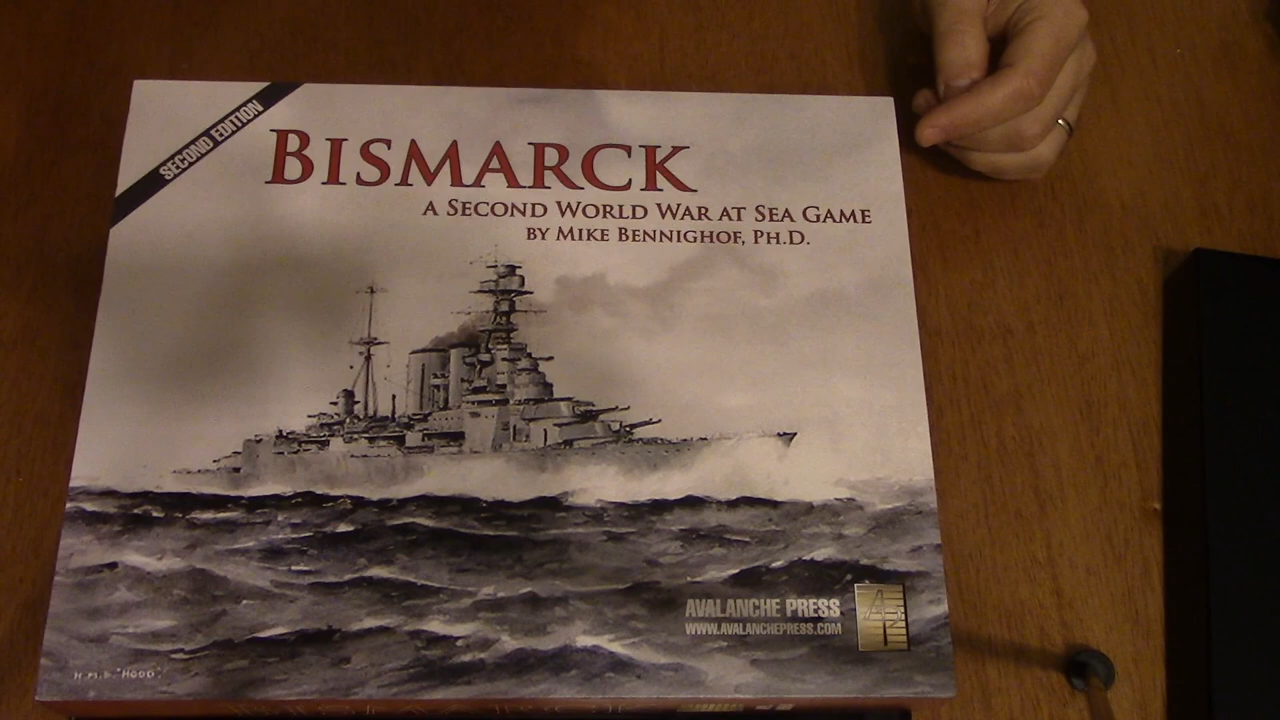 SECOND EDITION
BISMARCK
A SECOND WORLD WAR AT SEA GAME
BY MIKE BENNIGHOF, PH.D.
AVALANCHE PRESS
WWW.AVALANCHEPRESS.COM
H.M.S. "HOOD".